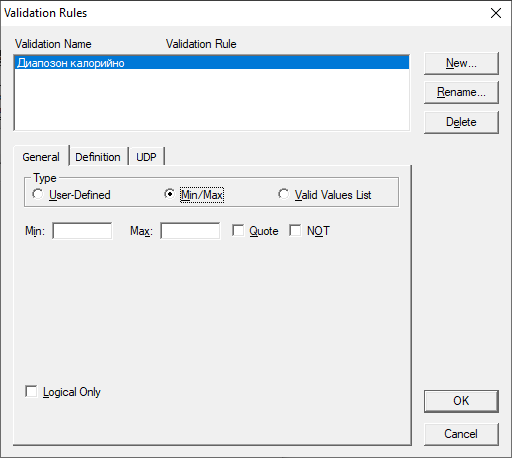 Validation Rules
Validation Name Validation Rule
Диапозон калорийно
New...
Rename...
Delete
General Definition UDP
Type
User-Defined Min/Max Valid Values List
Min: Max: Quote NOT
Logical Only
OK
Cancel